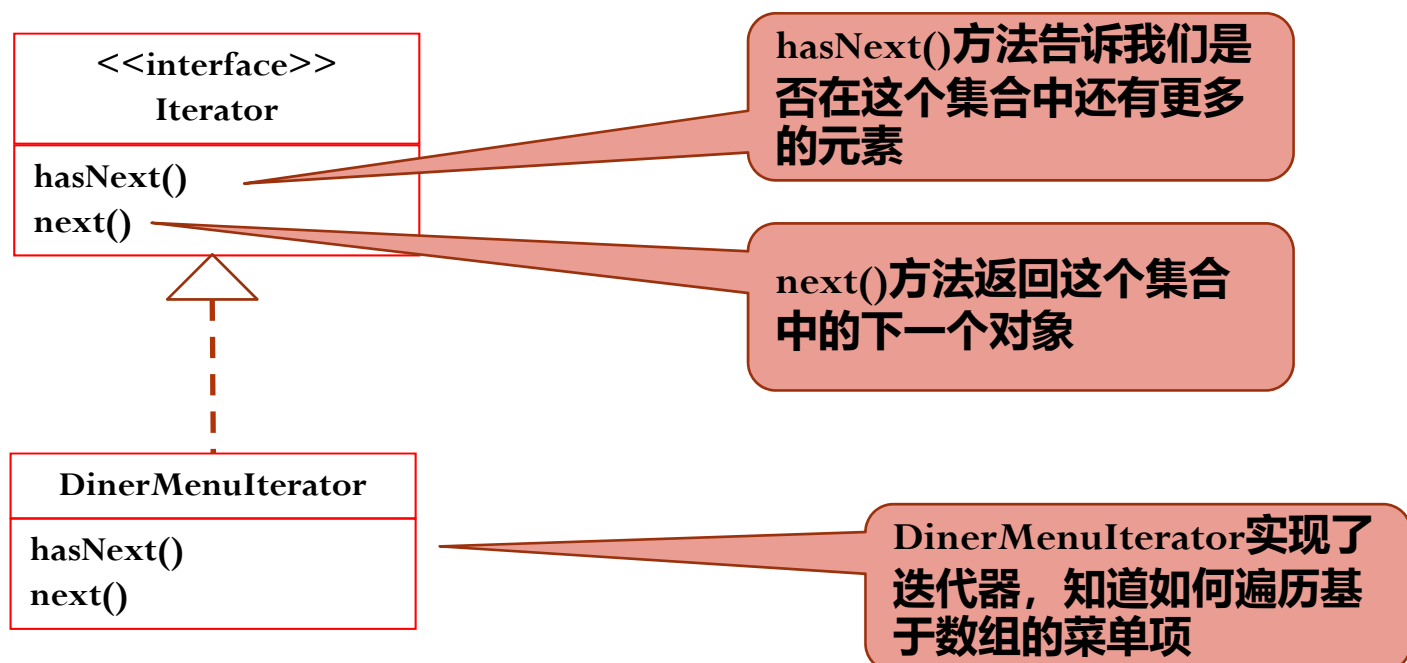 <<interface>>
Iterator
hasNext()
next()
hasNext()方法告诉我们是
否在这个集合中还有更多
的元素
next()方法返回这个集合
中的下一个对象
DinerMenuIterator
hasNext()
next()
DinerMenuIterator实现了
迭代器，知道如何遍历基
于数组的菜单项